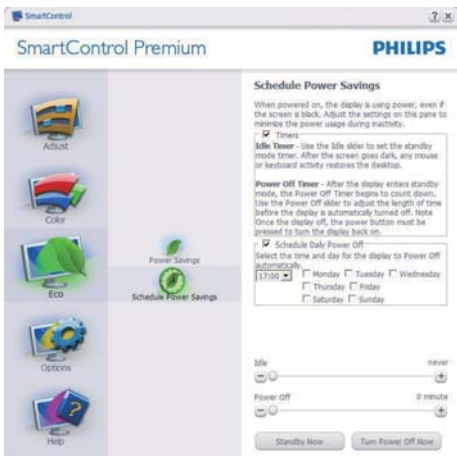 SmartControl
SmartControl Premium
PHILIPS
Adjust
Color
Eco
Options
Help
Power Savings
Schedule Power Savings
Schedule Power Savings
When powered on, the display is using power, even if
the screen is black. Adjust the settings on this pane to
minimize the power usage during inactivity.
Timers
Idle Timer - Use the Idle slider to set the standby
mode timer. After the screen goes dark, any mouse
or keyboard activity restores the desktop.
Power Off Timer - After the display enters standby
mode, the Power Off Timer begins to count down.
Use the Power Off slider to adjust the length of time
before the display is automatically turned off. Note
Once the display off, the power button must be
pressed to turn the display back on.
Schedule Daily Power Off
Select the time and day for the display to Power Off
automatically.
17:00 Monday Tuesday Wednesday
Thursday Friday
Saturday Sunday
Idle never
Power Off 0 minute
Standby Now Turn Power Off Now